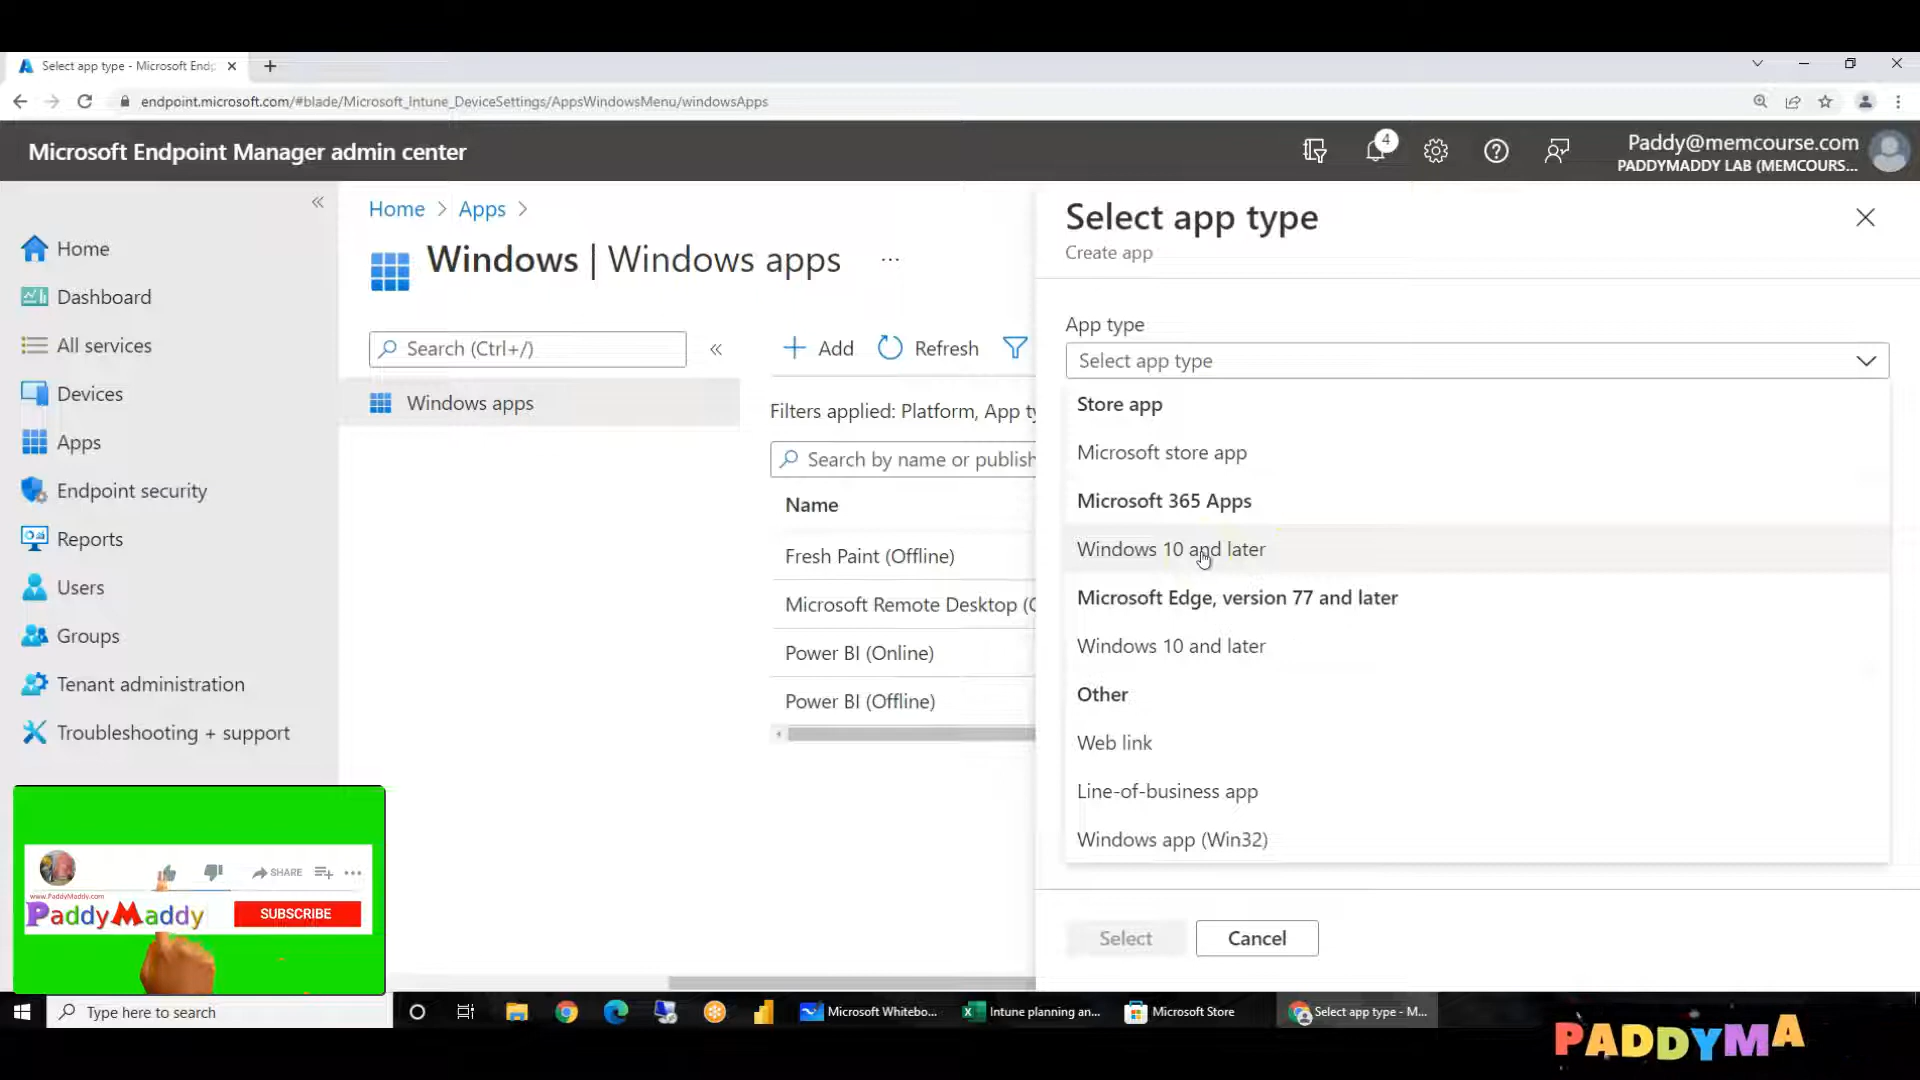 Select app type - Microsoft End
endpoint.microsoft.com/#blade/Microsoft_Intune_DeviceSettings/AppsWindowsMenu/windowsApps
Microsoft Endpoint Manager admin center
4
Paddy@memcourse.com
PADDYMADDY LAB (MEMCOURS...
Home
Dashboard
All services
Devices
Apps
Endpoint security
Reports
Users
Groups
Tenant administration
Troubleshooting + support
Home > Apps >
Windows | Windows apps ...
Search (Ctrl+/)
Windows apps
Add Refresh
Filters applied: Platform, App ty
Search by name or publish
Name
Fresh Paint (Offline)
Microsoft Remote Desktop (
Power BI (Online)
Power BI (Offline)
Select app type
Create app
App type
Select app type
Store app
Microsoft store app
Microsoft 365 Apps
Windows 10 and later
Microsoft Edge, version 77 and later
Windows 10 and later
Other
Web link
Line-of-business app
Windows app (Win32)
Select Cancel
SHARE
www.PaddyMaddy.com
PaddyMaddy
SUBSCRIBE
Type here to search
Microsoft Whitebo...
Intune planning an...
Microsoft Store
Select app type - M...
PADDYMA